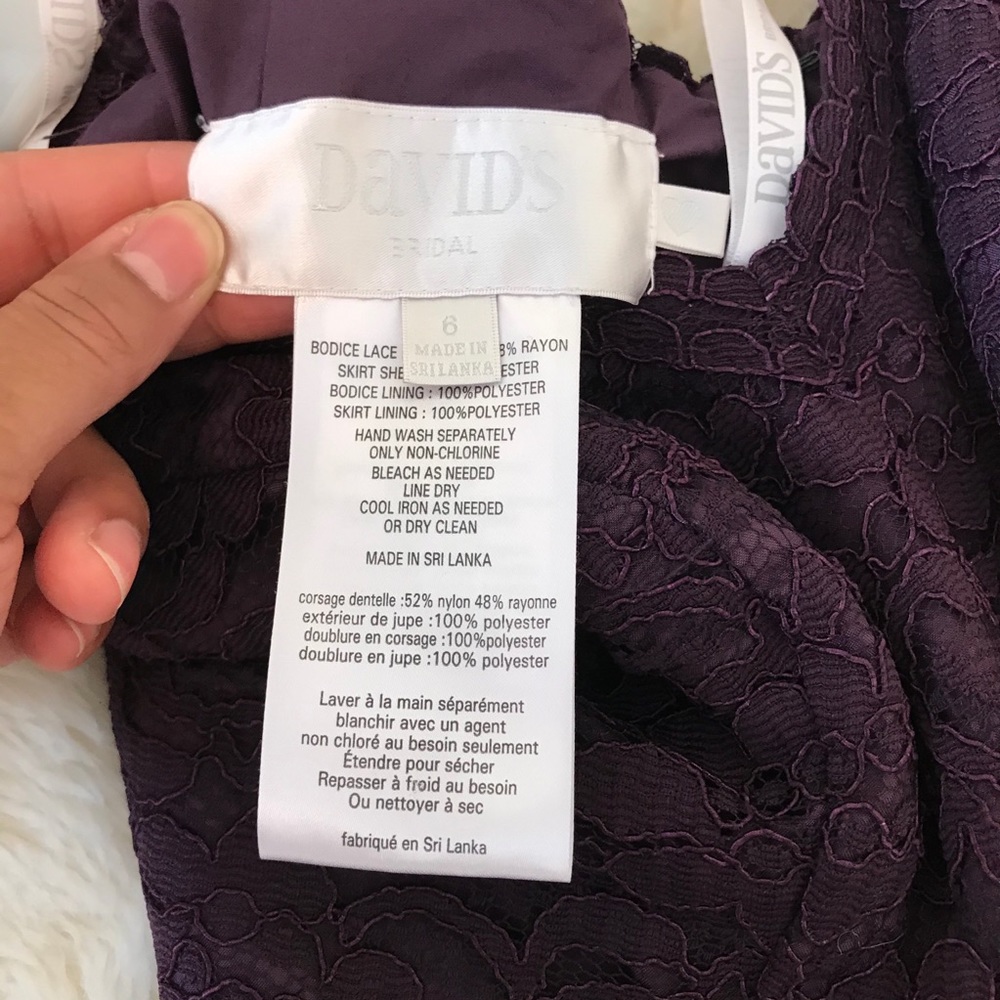 DAVID'S
BRIDAL
DAVID'S
6
MADE IN
SRI LANKA
BODICE LACE 8% RAYON
SKIRT SHE ESTER
BODICE LINING : 100%POLYESTER
SKIRT LINING : 100%POLYESTER
HAND WASH SEPARATELY
ONLY NON-CHLORINE
BLEACH AS NEEDED
LINE DRY
COOL IRON AS NEEDED
OR DRY CLEAN
MADE IN SRI LANKA
corsage dentelle :52% nylon 48% rayonne
extérieur de jupe :100% polyester
doublure en corsage :100%polyester
doublure en jupe :100% polyester
Laver à la main séparément
blanchir avec un agent
non chloré au besoin seulement
Étendre pour sécher
Repasser à froid au besoin
Ou nettoyer à sec
fabriqué en Sri Lanka